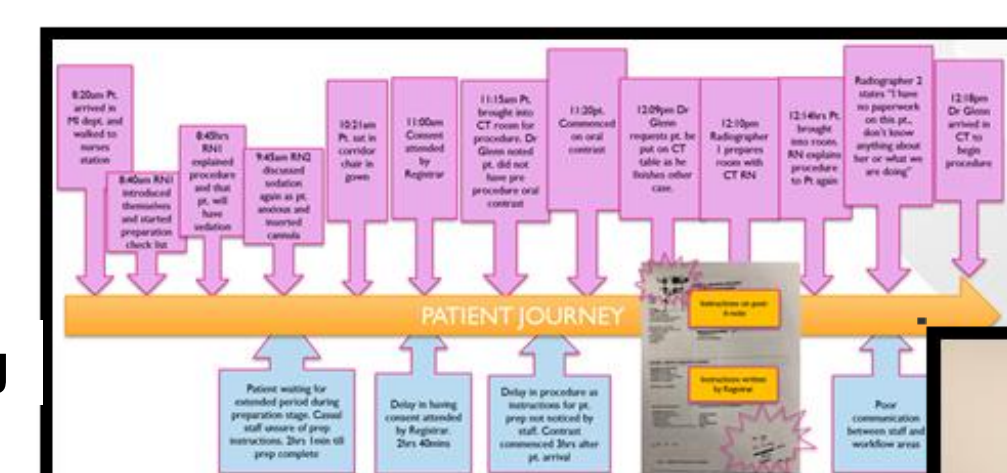 8:20am Pt.
arrived in
MI dept. and
walked to
nurses
station
8:40am RN1
introduced
themselves
and started
preparation
check list
8:45hrs
RN1
explained
procedure
and that
pt. will
have
sedation
9:45am RN2
discussed
sedation
again as pt.
anxious and
inserted
cannula
10:21am
Pt. sat in
corridor
chair in
gown
11:00am
Consent
attended
by
Registrar
11:15am Pt.
brought into
CT room for
procedure. Dr
Glenn noted
pt. did not
have pre
procedure oral
contrast
11:20pt.
Commenced
on oral
contrast
12:09pm Dr
Glenn
requests pt. be
put on CT
table as he
finishes other
case.
12:10pm
Radiographer
1 prepares
room with
CT RN
12:14hrs Pt.
brought
into room.
RN explains
procedure
to Pt again
Radiographer 2
states "I have
no paperwork
on this pt.,
don't know
anything about
her or what we
are doing"
12:18pm
Dr Glenn
arrived in
CT to
begin
procedure
PATIENT JOURNEY
Instructions on post-
it-note
Instructions written
by Registrar
Patient waiting for
extended period during
preparation stage. Casual
staff unsure of prep
instructions. 2hrs 1min till
prep complete
Delay in having
consent attended
by Registrar.
2hrs 40mins
Delay in procedure as
instructions for pt.
prep not noticed by
staff. Contrast
commenced 3hrs after
pt. arrival
Poor
communication
between staff and
workflow areas